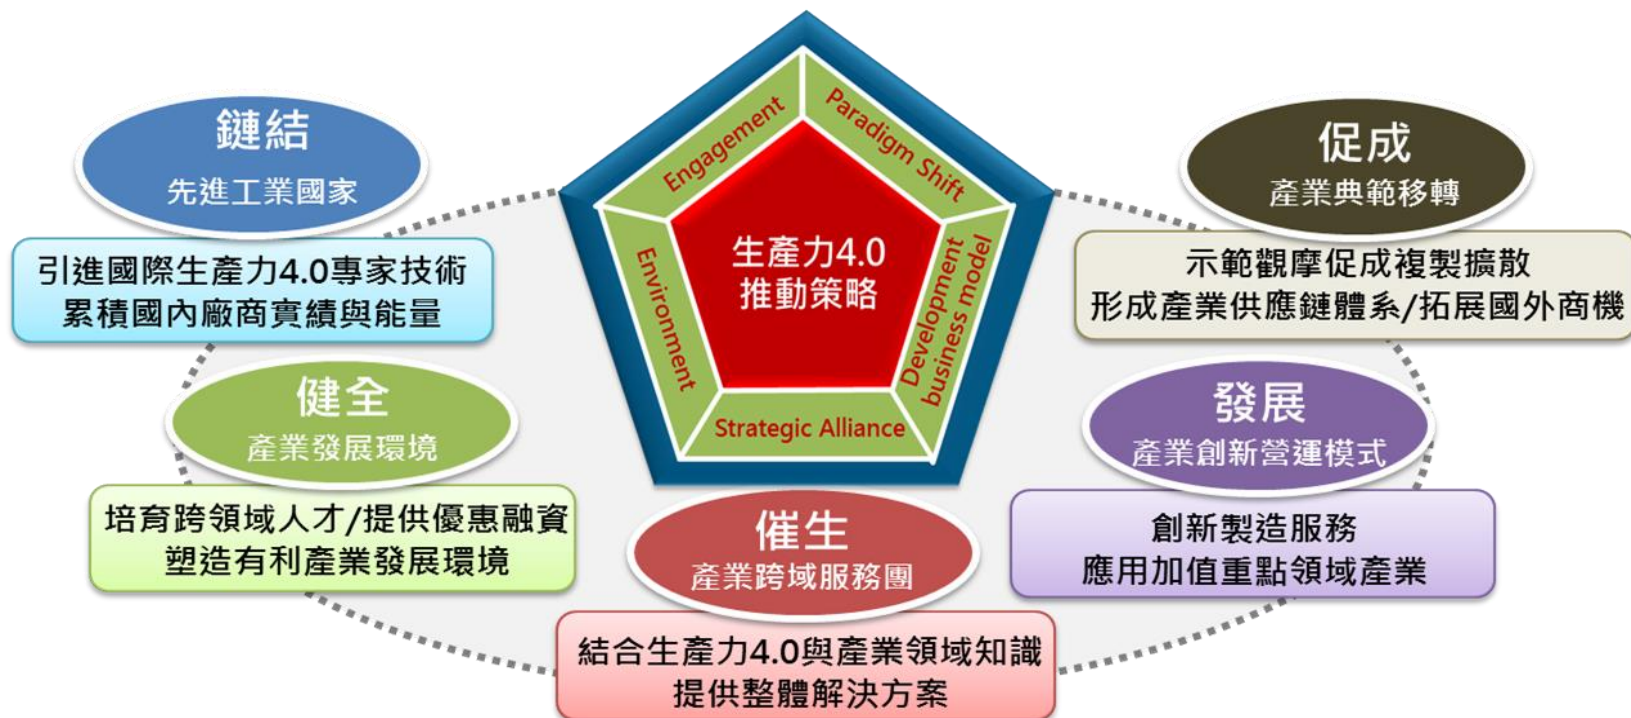 鏈結
先進工業國家
引進國際生產力4.0專家技術
累積國內廠商實績與能量
健全
產業發展環境
培育跨領域人才/提供優惠融資
塑造有利產業發展環境
Engagement
Paradigm Shift
Environment
生產力4.0
推動策略
Development
business model
Strategic Alliance
催生
產業跨域服務團
結合生產力4.0與產業領域知識
提供整體解決方案
促成
產業典範移轉
示範觀摩促成複製擴散
形成產業供應鏈體系/拓展國外商機
發展
產業創新營運模式
創新製造服務
應用加值重點領域產業